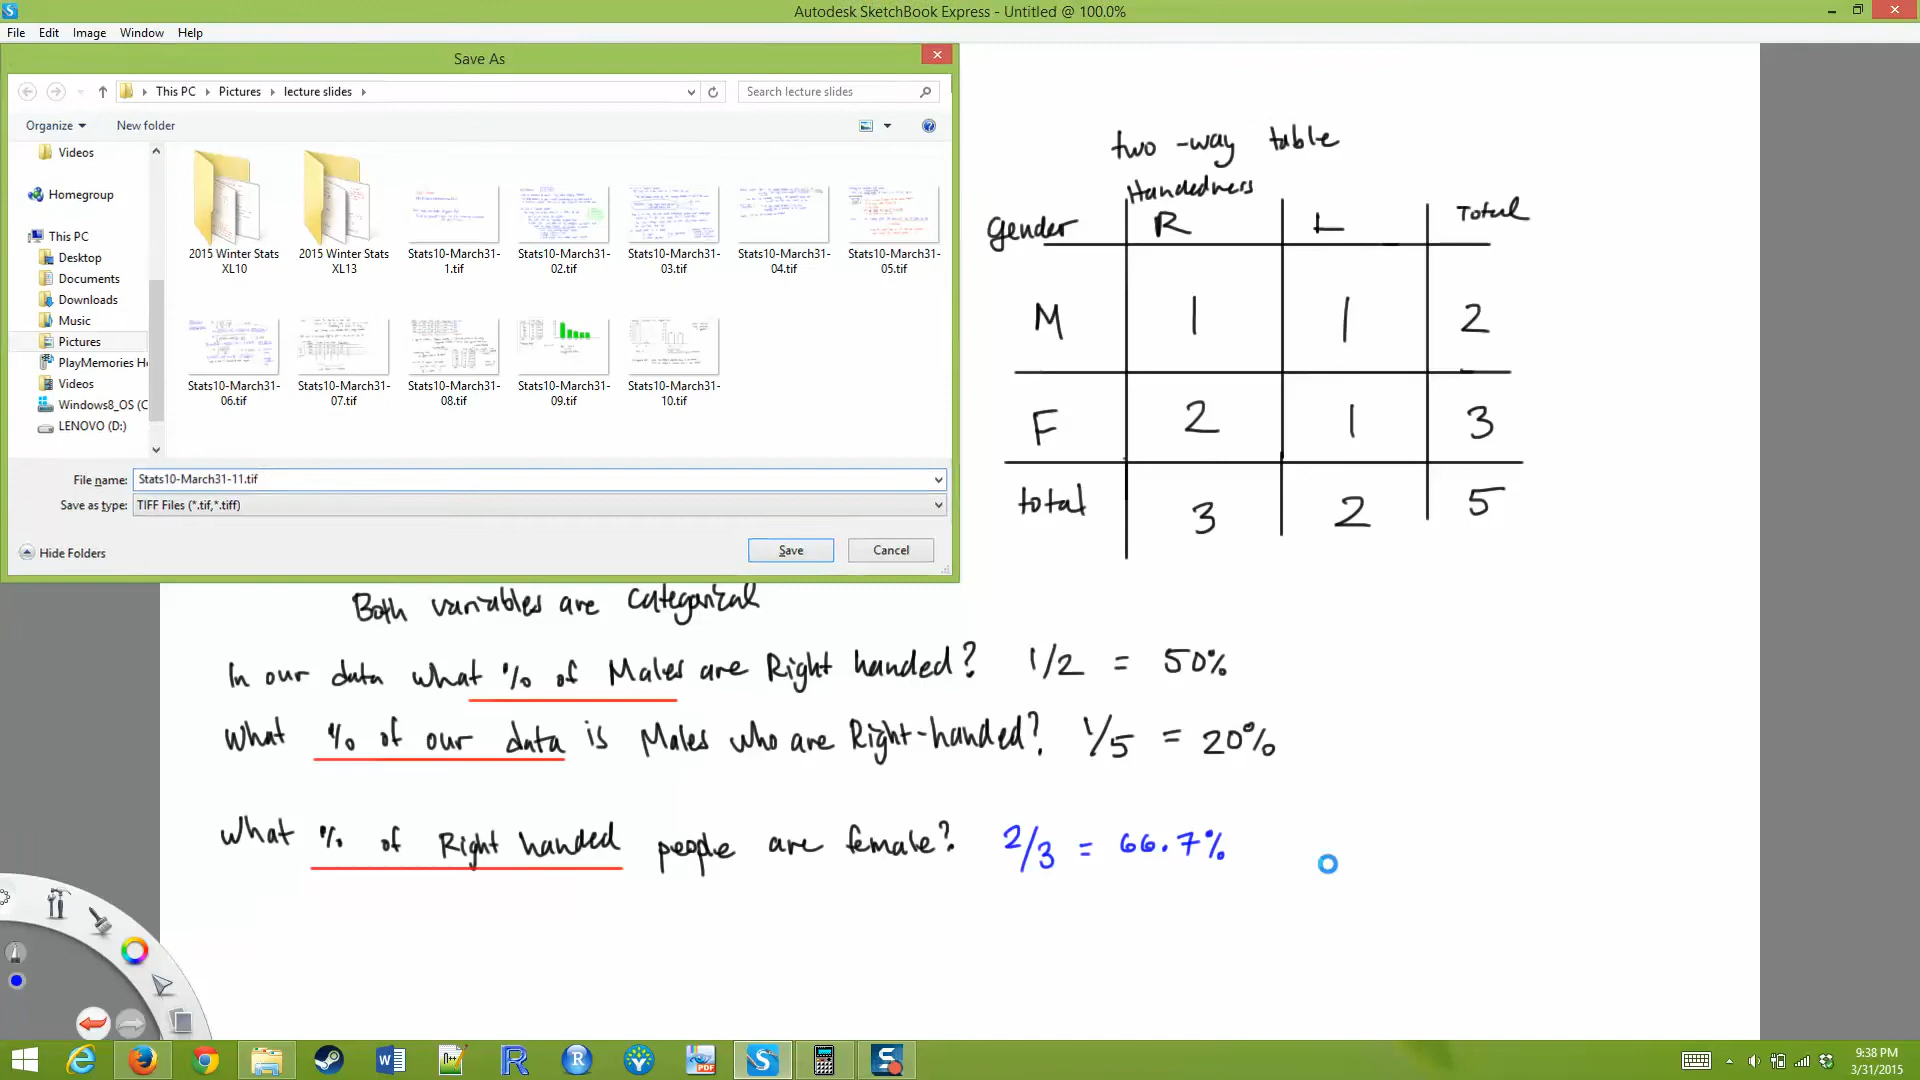 Autodesk SketchBook Express - Untitled @ 100.0%
File Edit Image Window Help
Save As
This PC Pictures lecture slides
Search lecture slides
Organize New folder
Videos
Homegroup
This PC
Desktop
Documents
Downloads
Music
Pictures
PlayMemories Ho
Videos
Windows8_OS (C
LENOVO (D:)
2015 Winter Stats XL10
2015 Winter Stats XL13
Stats10-March31-1.tif
Stats10-March31-02.tif
Stats10-March31-03.tif
Stats10-March31-04.tif
Stats10-March31-05.tif
Stats10-March31-06.tif
Stats10-March31-07.tif
Stats10-March31-08.tif
Stats10-March31-09.tif
Stats10-March31-10.tif
File name: Stats10-March31-11.tif
Save as type: TIFF Files (*.tif,*.tiff)
Hide Folders
Save Cancel
two-way table
Handedness
Gender R L Total
M 1 1 2
F 2 1 3
total 3 2 5
Both variables are categorical
In our data what % of Males are Right handed? 1/2 = 50%
What % of our data is Males who are Right-handed? 1/5 = 20%
What % of Right handed people are female? 2/3 = 66.7%
9:38 PM
3/31/2015